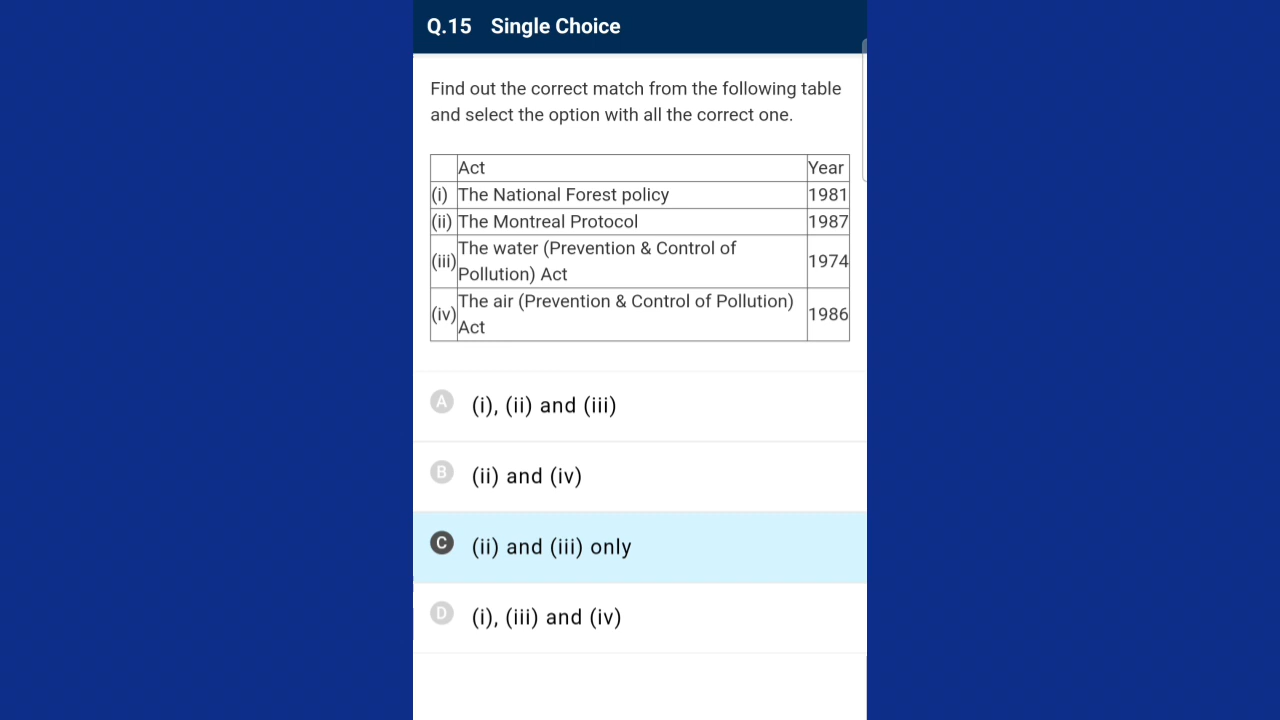 Q.15 Single Choice
Find out the correct match from the following table
and select the option with all the correct one.
Act Year
(i) The National Forest policy 1981
(ii) The Montreal Protocol 1987
(iii) The water (Prevention & Control of
Pollution) Act 1974
(iv) The air (Prevention & Control of Pollution)
Act 1986
A (i), (ii) and (iii)
B (ii) and (iv)
C (ii) and (iii) only
D (i), (iii) and (iv)